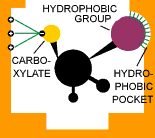 HYDROPHOBIC
GROUP
CARBO-
XYLATE
HYDRO-
PHOBIC
POCKET